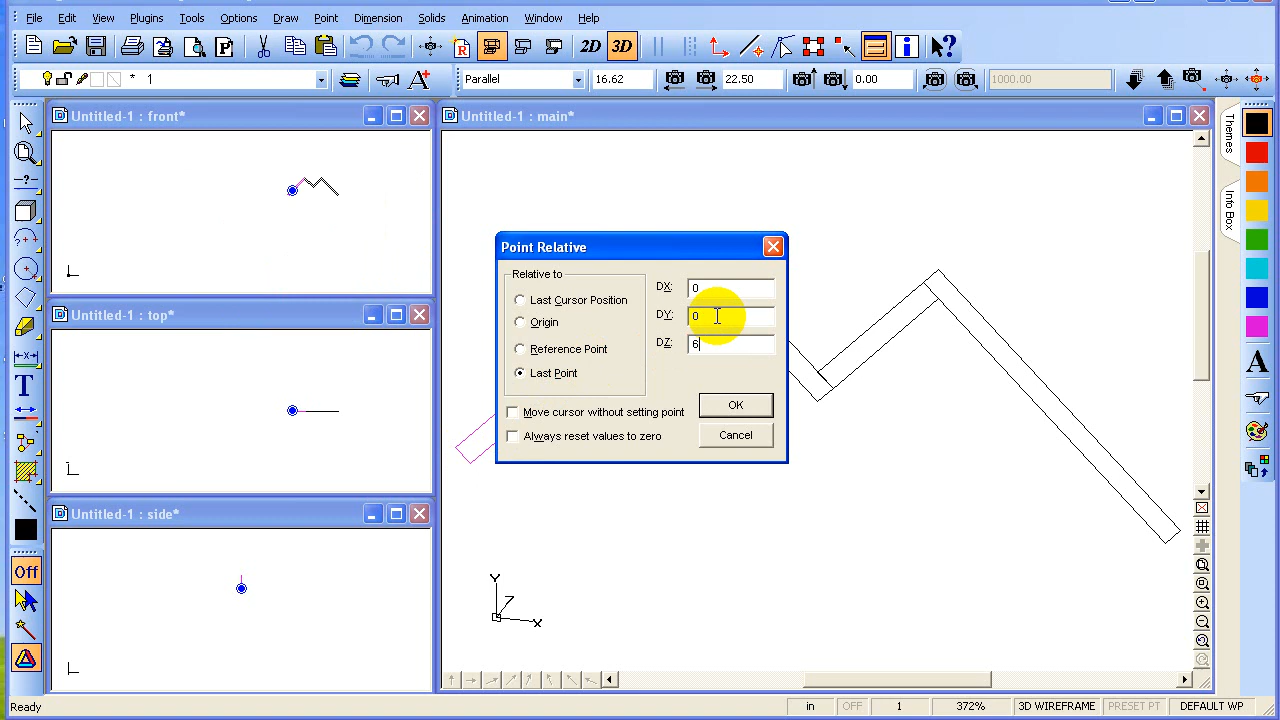 File Edit View Plugins Tools Options Draw Point Dimension Solids Animation Window Help
2D 3D
* 1 Parallel 16.62 22.50 0.00 1000.00
Untitled-1 : front*
Untitled-1 : main*
Untitled-1 : top*
Untitled-1 : side*
Point Relative
Relative to
Last Cursor Position
Origin
Reference Point
Last Point
DX: 0
DY: 0
DZ: 6
Move cursor without setting point
Always reset values to zero
OK
Cancel
Y
Z
X
Off
Themes
Info Box
Ready in OFF 1 372% 3D WIREFRAME PRESET PT DEFAULT WP